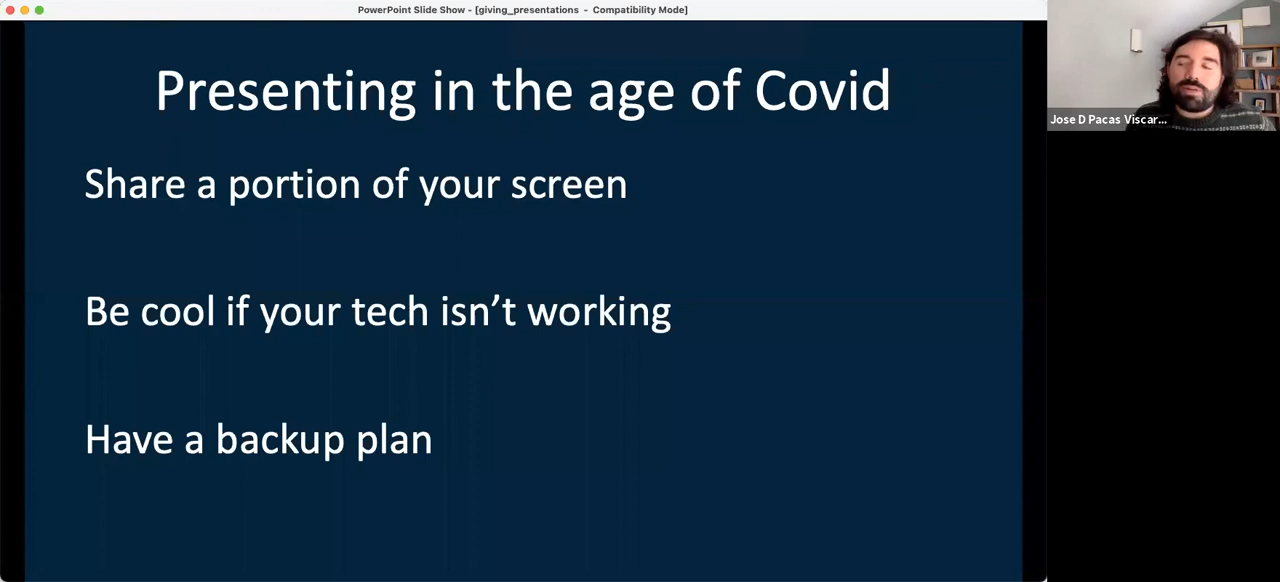 PowerPoint Slide Show - [giving_presentations - Compatibility Mode]
Presenting in the age of Covid
Share a portion of your screen
Be cool if your tech isn’t working
Have a backup plan
Jose D Pacas Viscar...